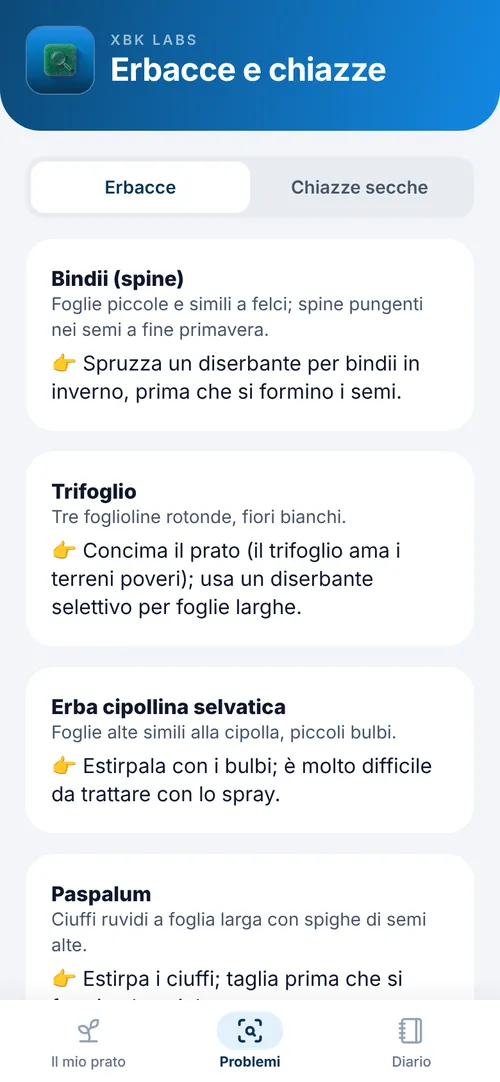 XBK LABS
Erbacce e chiazze
Erbacce
Chiazze secche
Bindii (spine)
Foglie piccole e simili a felci; spine pungenti
nei semi a fine primavera.
👉 Spruzza un diserbante per bindii in
inverno, prima che si formino i semi.
Trifoglio
Tre foglioline rotonde, fiori bianchi.
👉 Concima il prato (il trifoglio ama i
terreni poveri); usa un diserbante
selettivo per foglie larghe.
Erba cipollina selvatica
Foglie alte simili alla cipolla, piccoli bulbi.
👉 Estirpala con i bulbi; è molto difficile
da trattare con lo spray.
Paspalum
Ciuffi ruvidi a foglia larga con spighe di semi
alte.
👉 Estirpa i ciuffi; taglia prima che si
Il mio prato
Problemi
Diario